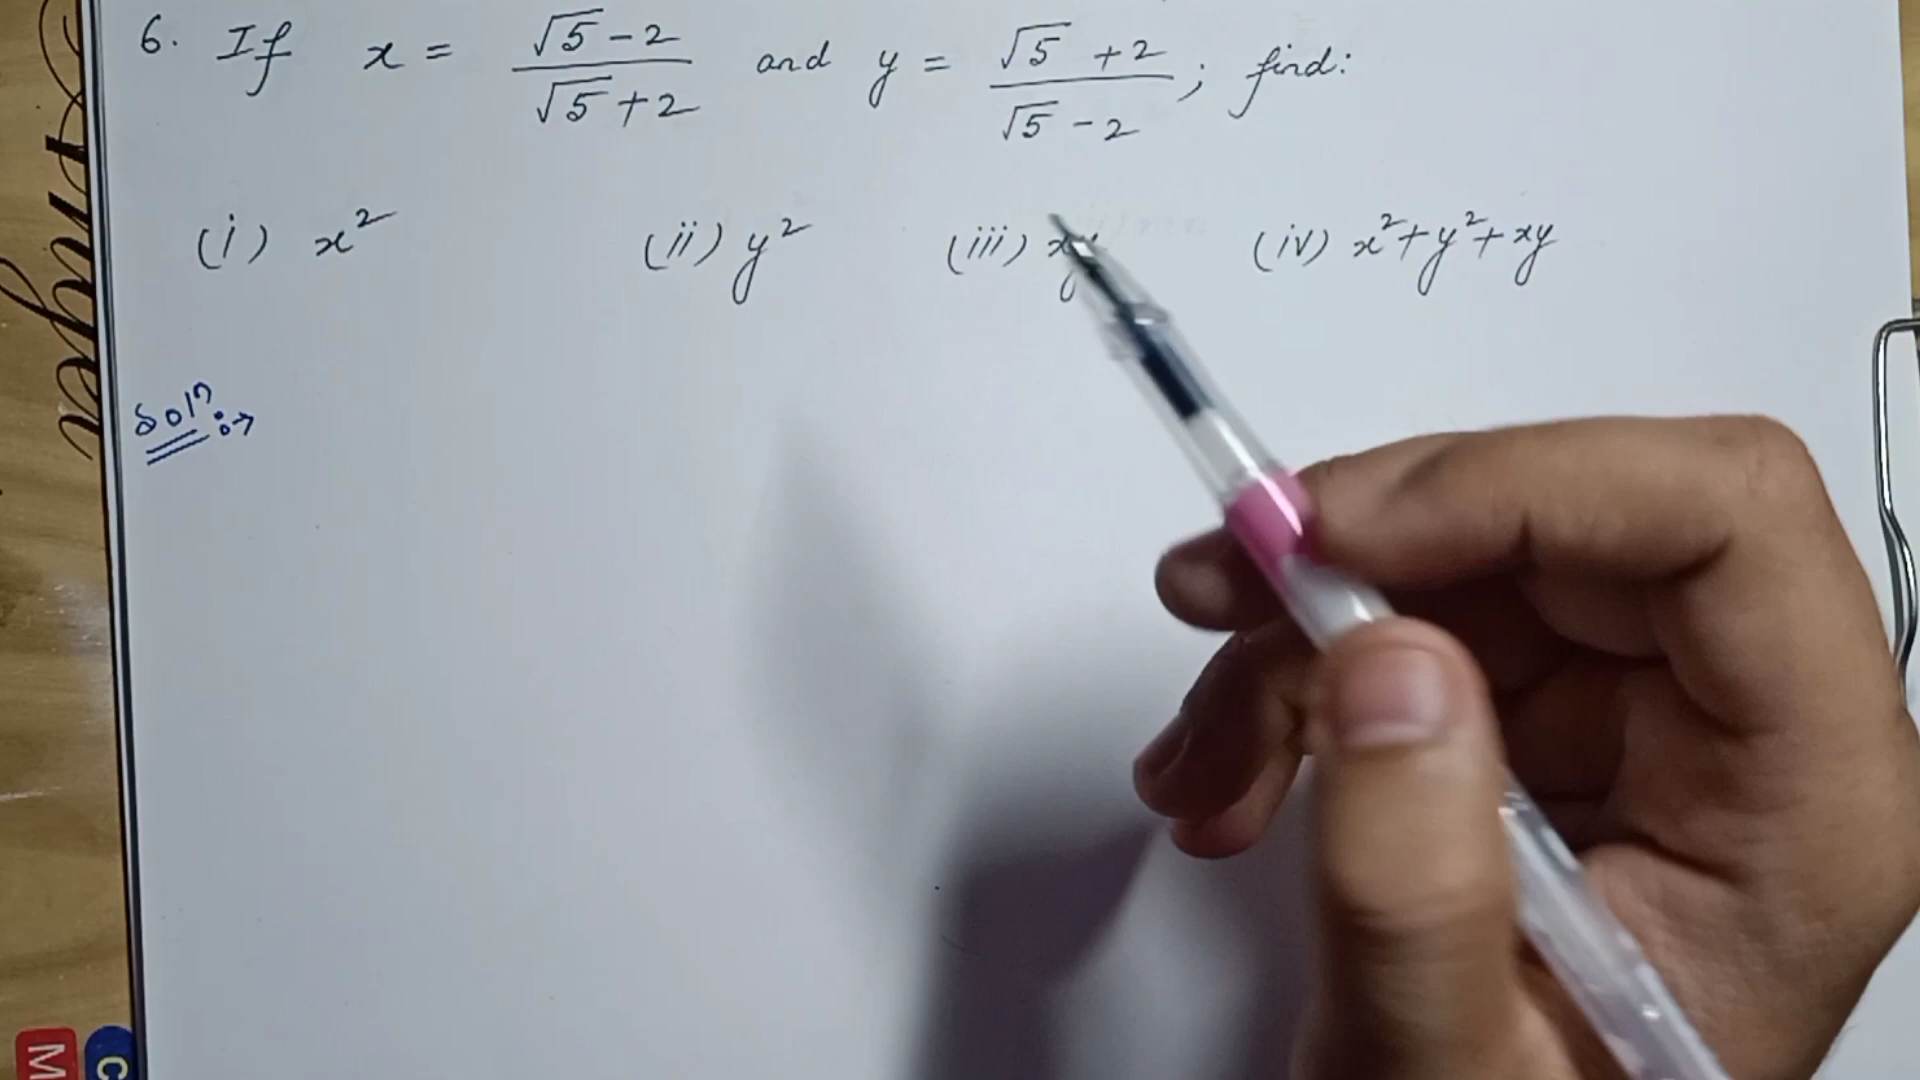 6. If x = √5 - 2 / √5 + 2 and y = √5 + 2 / √5 - 2 ; find:
(i) x² (ii) y² (iii) xy (iv) x² + y² + xy
Solⁿ :→